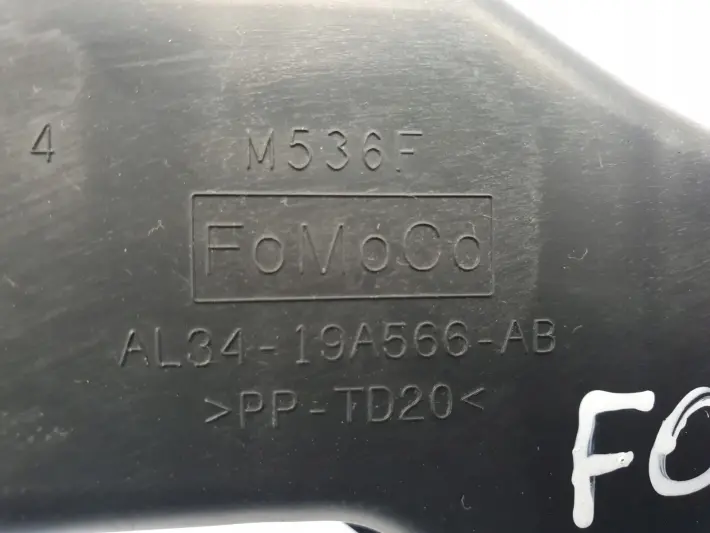 4 M536F
FoMoCo
AL34-19A566-AB
>PP-TD20<
FO